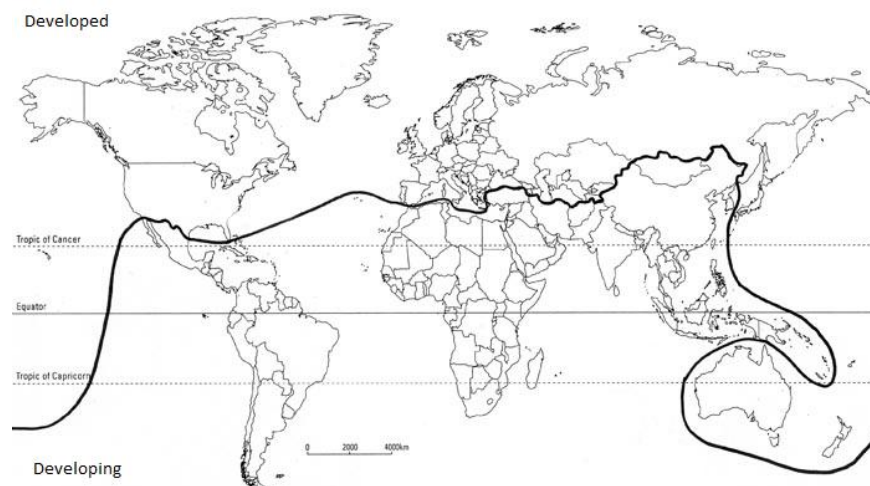 Developed
Tropic of Cancer
Equator
Tropic of Capricorn
0 2000 4000km
Developing